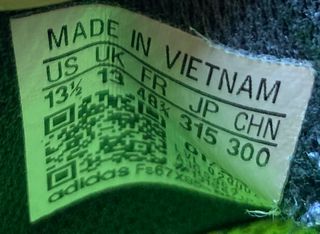 MADE IN VIETNAM
US UK FR JP CHN
13½ 13 48⅔ 315 300
adidas